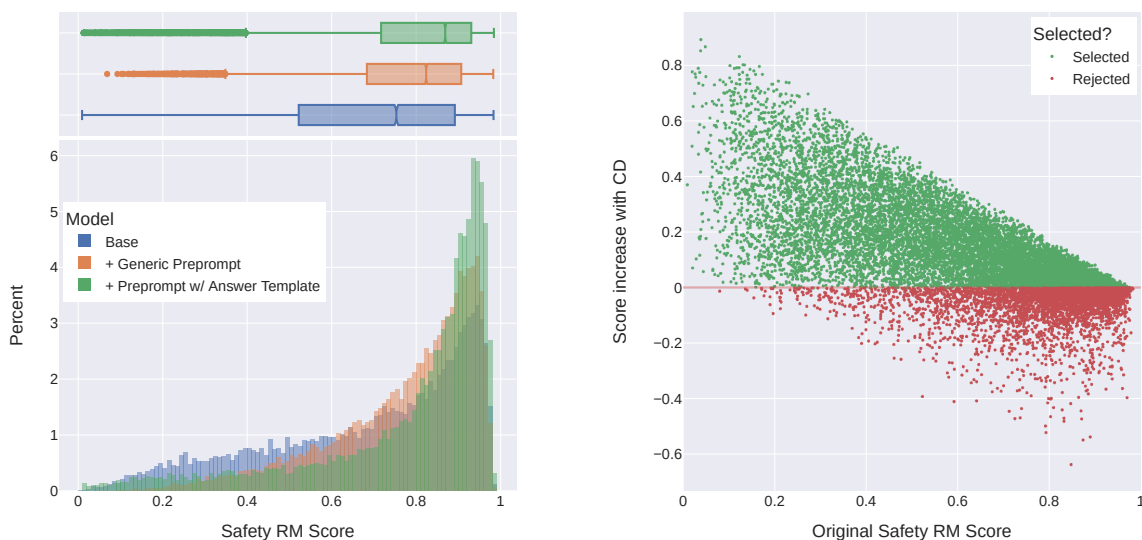 6
5
4
3
2
1
0
Percent
Model
Base
+ Generic Preprompt
+ Preprompt w/ Answer Template
0
0.2
0.4
0.6
0.8
1
Safety RM Score
Selected?
Selected
Rejected
0.8
0.6
0.4
0.2
0
−0.2
−0.4
−0.6
Score increase with CD
0
0.2
0.4
0.6
0.8
1
Original Safety RM Score